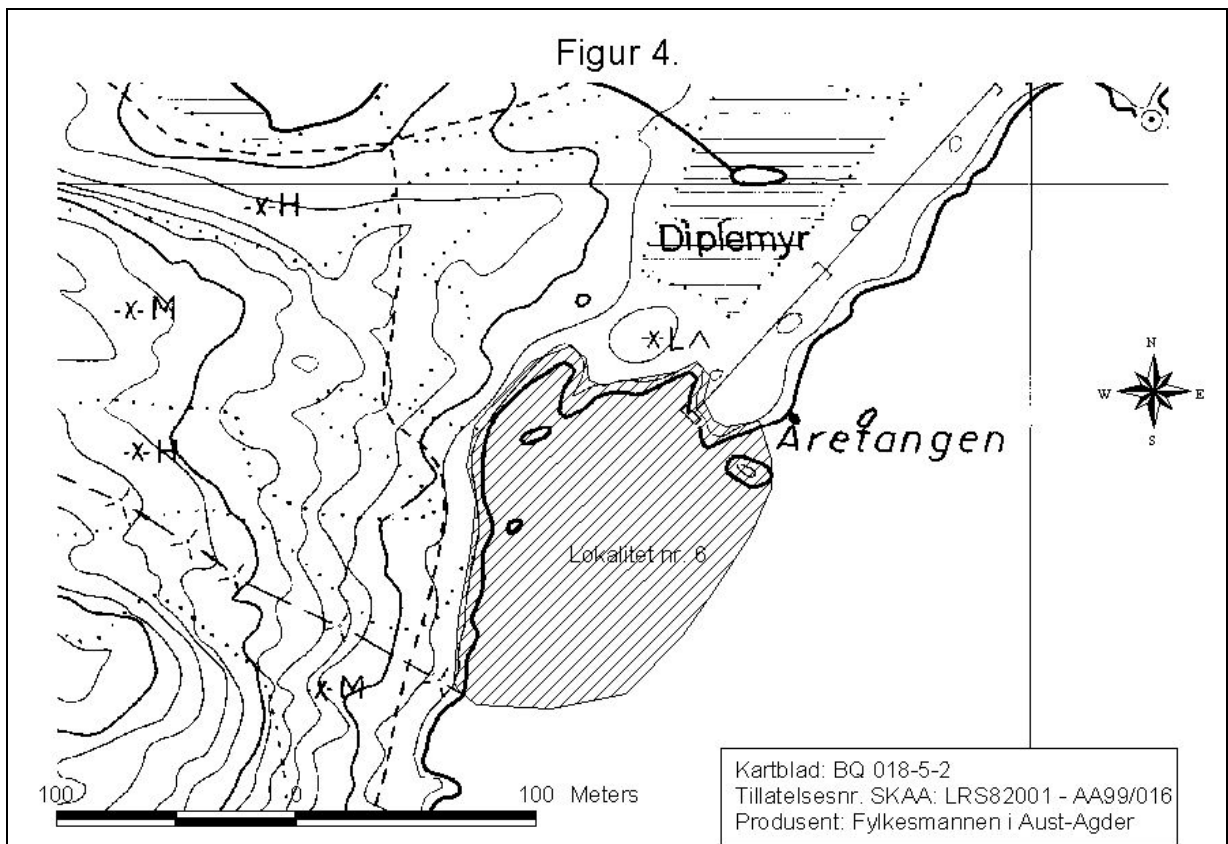 Figur 4.
-x-H
Diplemyr
-x-M
-x-L^
N
W E
S
Åretangen
-x-H
Lokalitet nr. 6
x-M
100 0 100 Meters
Kartblad: BQ 018-5-2
Tillatelsesnr. SKAA: LRS82001 - AA99/016
Produsent: Fylkesmannen i Aust-Agder